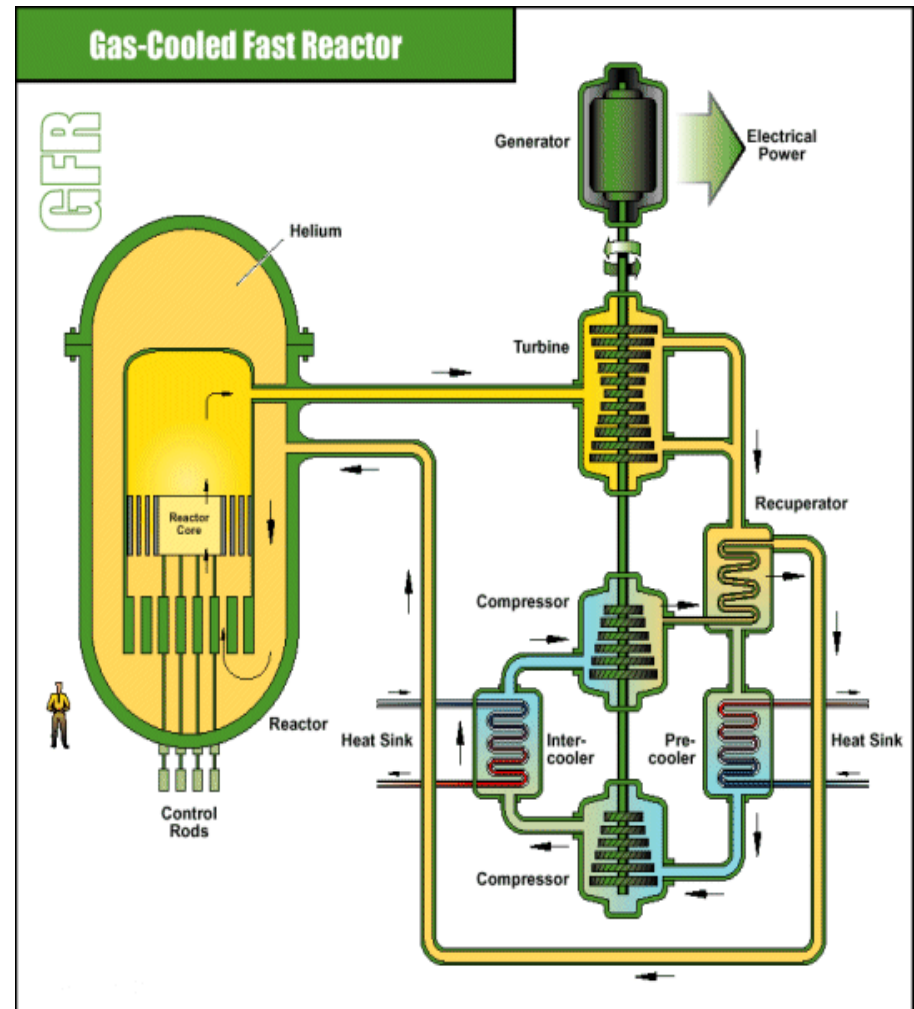 Gas-Cooled Fast Reactor
GFR
Generator
Electrical
Power
Helium
Turbine
Recuperator
Reactor
Core
Compressor
Reactor
Heat Sink
Inter-
cooler
Pre-
cooler
Heat Sink
Control
Rods
Compressor